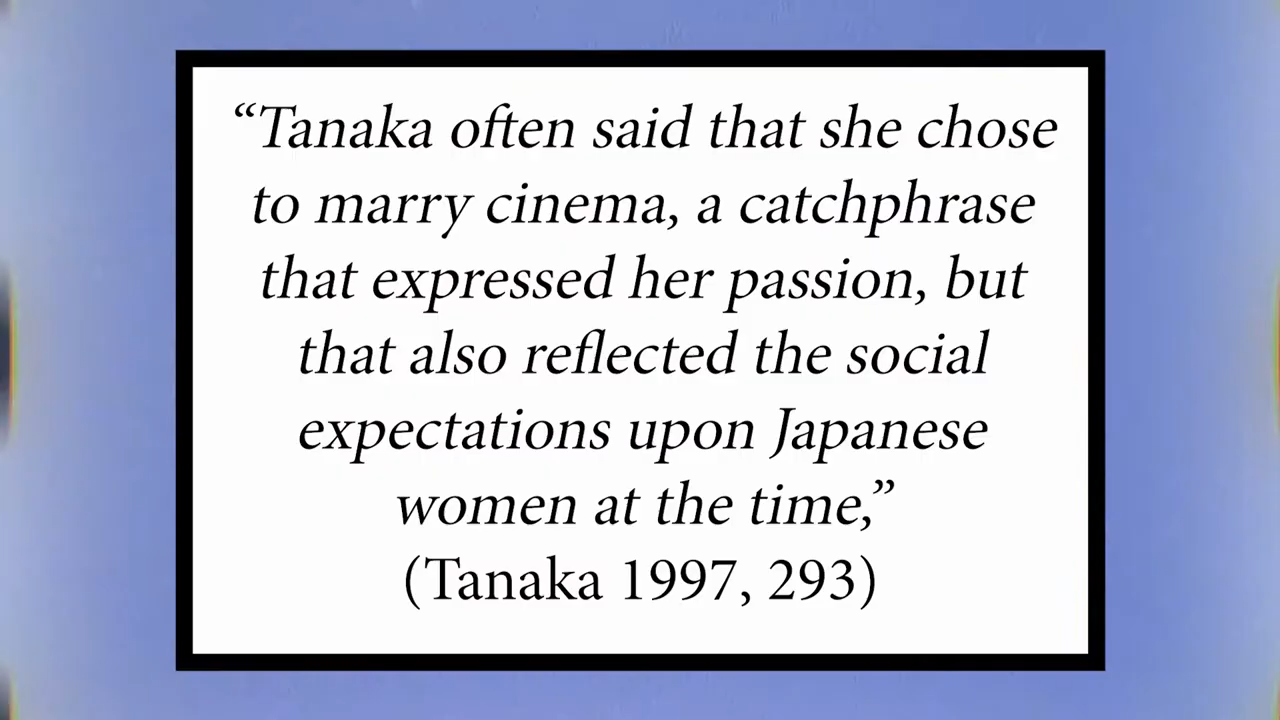 “Tanaka often said that she chose
to marry cinema, a catchphrase
that expressed her passion, but
that also reflected the social
expectations upon Japanese
women at the time,”
(Tanaka 1997, 293)